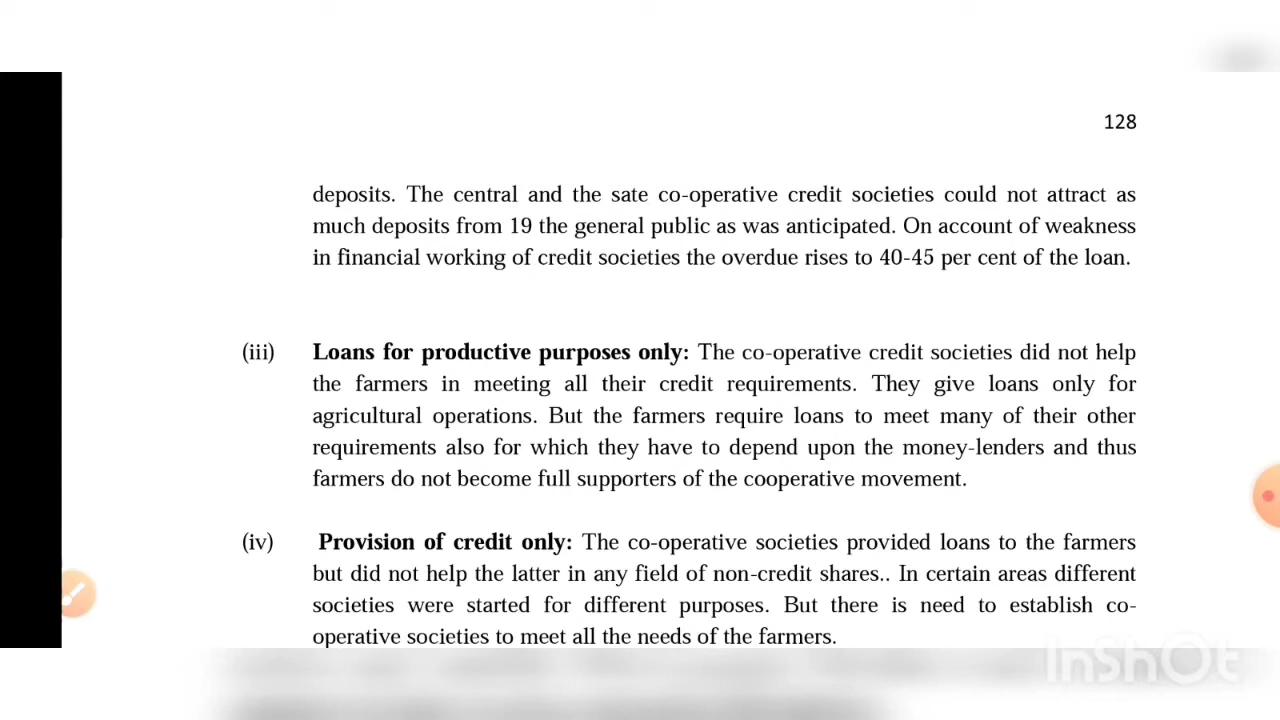 128
deposits. The central and the sate co-operative credit societies could not attract as
much deposits from 19 the general public as was anticipated. On account of weakness
in financial working of credit societies the overdue rises to 40-45 per cent of the loan.
(iii) Loans for productive purposes only: The co-operative credit societies did not help
the farmers in meeting all their credit requirements. They give loans only for
agricultural operations. But the farmers require loans to meet many of their other
requirements also for which they have to depend upon the money-lenders and thus
farmers do not become full supporters of the cooperative movement.
(iv) Provision of credit only: The co-operative societies provided loans to the farmers
but did not help the latter in any field of non-credit shares.. In certain areas different
societies were started for different purposes. But there is need to establish co-
operative societies to meet all the needs of the farmers.
InShOt